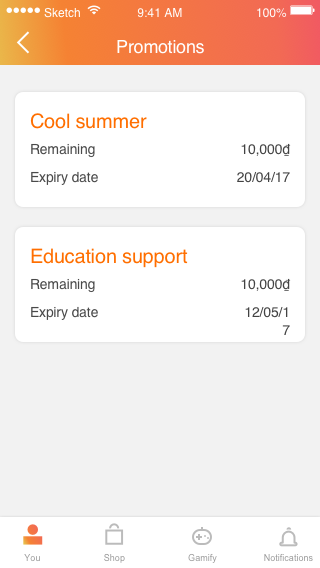 Sketch 9:41 AM 100%
Promotions
Cool summer
Remaining 10,000₫
Expiry date 20/04/17
Education support
Remaining 10,000₫
Expiry date 12/05/1
7
You Shop Gamify Notifications